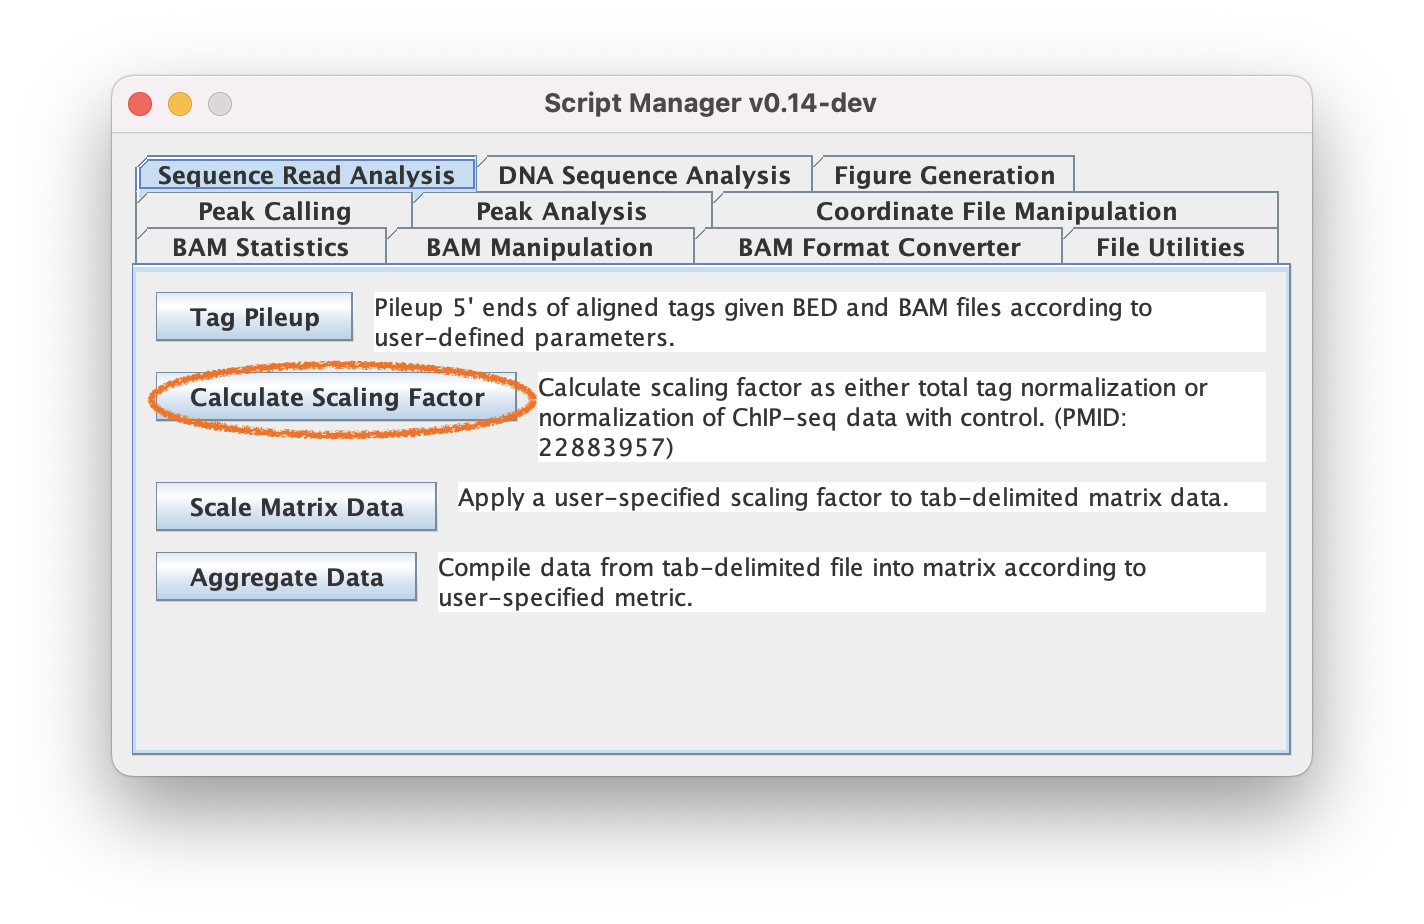 Script Manager v0.14-dev
Sequence Read Analysis DNA Sequence Analysis Figure Generation
Peak Calling Peak Analysis Coordinate File Manipulation
BAM Statistics BAM Manipulation BAM Format Converter File Utilities
Tag Pileup
Pileup 5' ends of aligned tags given BED and BAM files according to
user-defined parameters.
Calculate Scaling Factor
Calculate scaling factor as either total tag normalization or
normalization of ChIP-seq data with control. (PMID:
22883957)
Scale Matrix Data
Apply a user-specified scaling factor to tab-delimited matrix data.
Aggregate Data
Compile data from tab-delimited file into matrix according to
user-specified metric.